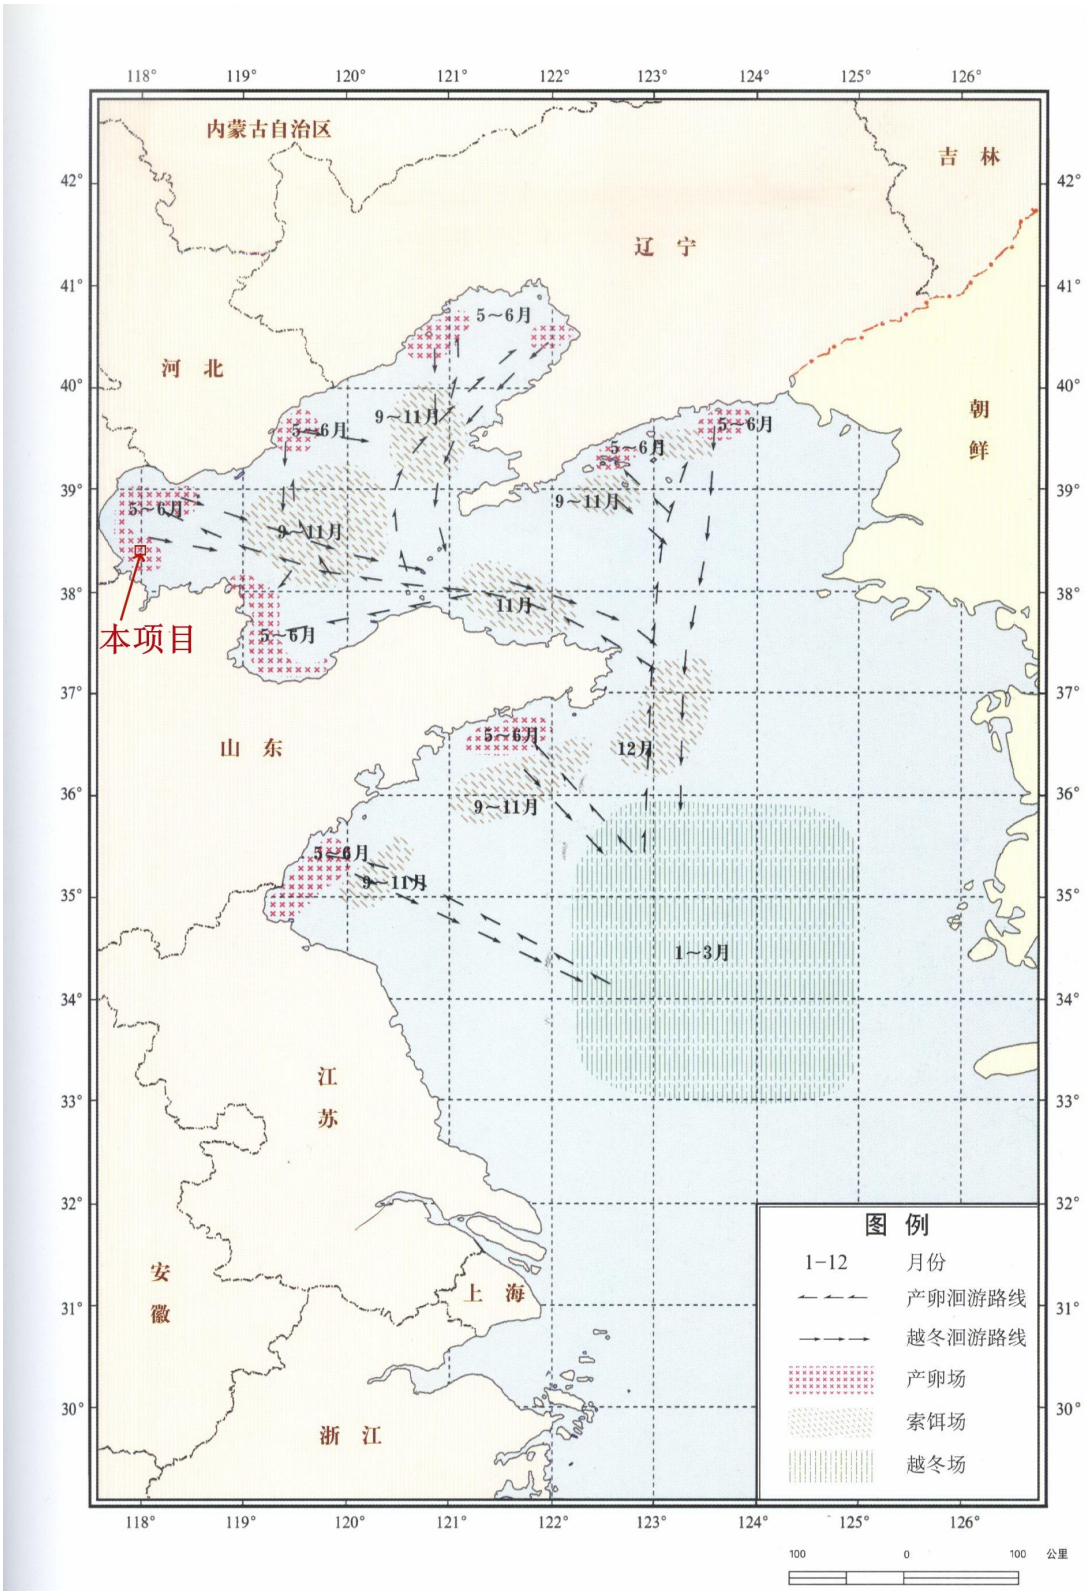 118° 119° 120° 121° 122° 123° 124° 125° 126°
内蒙古自治区
吉 林
42° 42°
辽 宁
41° 41°
5~6月
河 北
40° 40°
朝
鲜
9~11月
5~6月
5~6月
5~6月
39° 39°
9~11月
5~6月
9~11月
38° 38°
11月
本项目
5~6月
37° 37°
山 东
5~6月
12月
36° 36°
9~11月
5~6月
9~11月
35° 35°
1~3月
34° 34°
江
苏
33° 33°
32° 32°
安
徽
上 海
31° 31°
30° 30°
浙 江
图 例
1-12 月份
产卵洄游路线
越冬洄游路线
产卵场
索饵场
越冬场
118° 119° 120° 121° 122° 123° 124° 125° 126°
100 0 100 公里